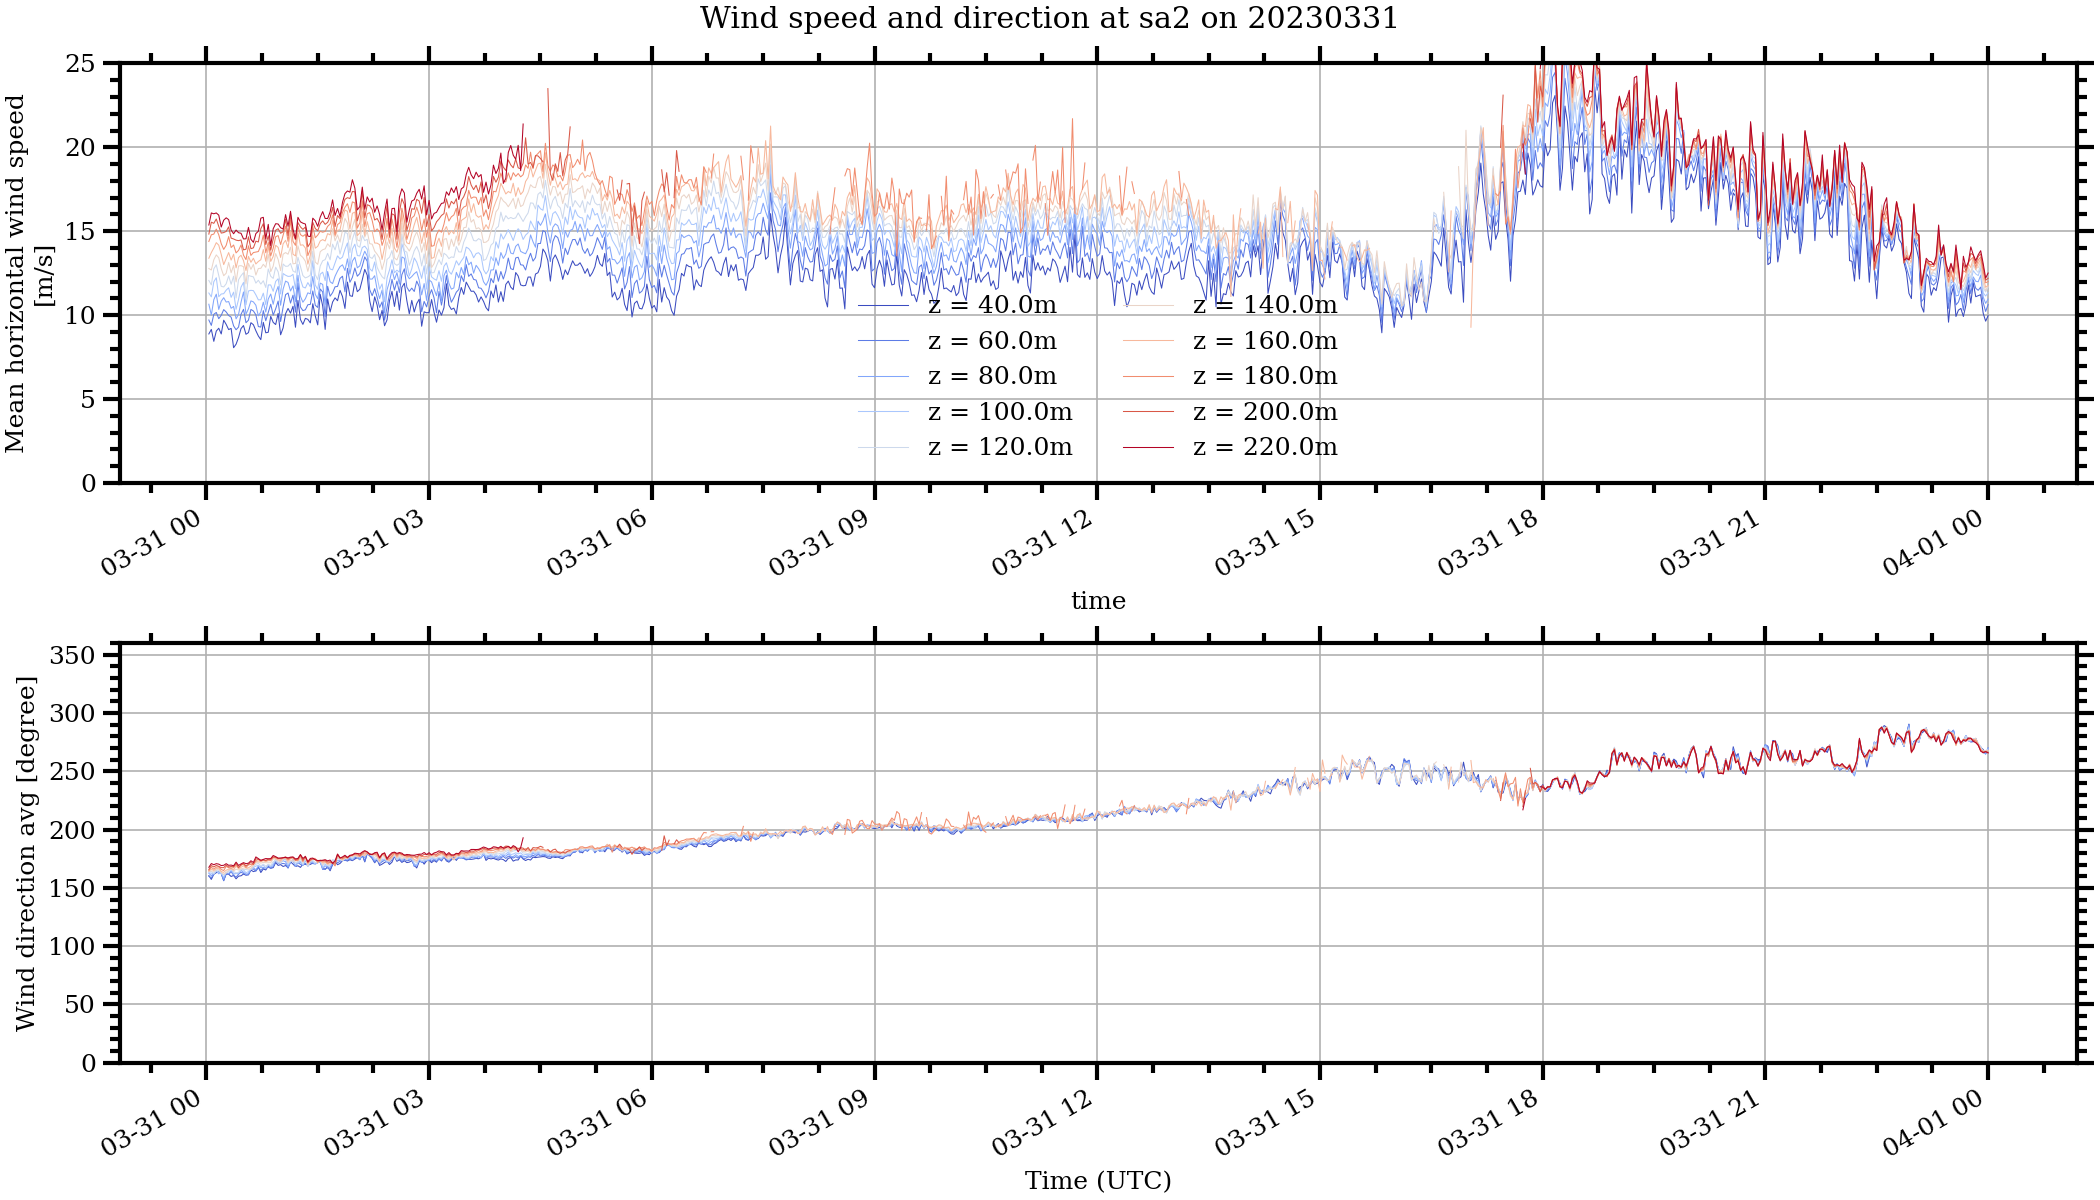 Wind speed and direction at sa2 on 20230331
Mean horizontal wind speed
[m/s]
25
20
15
10
5
0
z = 40.0m
z = 60.0m
z = 80.0m
z = 100.0m
z = 120.0m
z = 140.0m
z = 160.0m
z = 180.0m
z = 200.0m
z = 220.0m
03-31 00
03-31 03
03-31 06
03-31 09
03-31 12
03-31 15
03-31 18
03-31 21
04-01 00
time
Wind direction avg [degree]
350
300
250
200
150
100
50
0
03-31 00
03-31 03
03-31 06
03-31 09
03-31 12
03-31 15
03-31 18
03-31 21
04-01 00
Time (UTC)